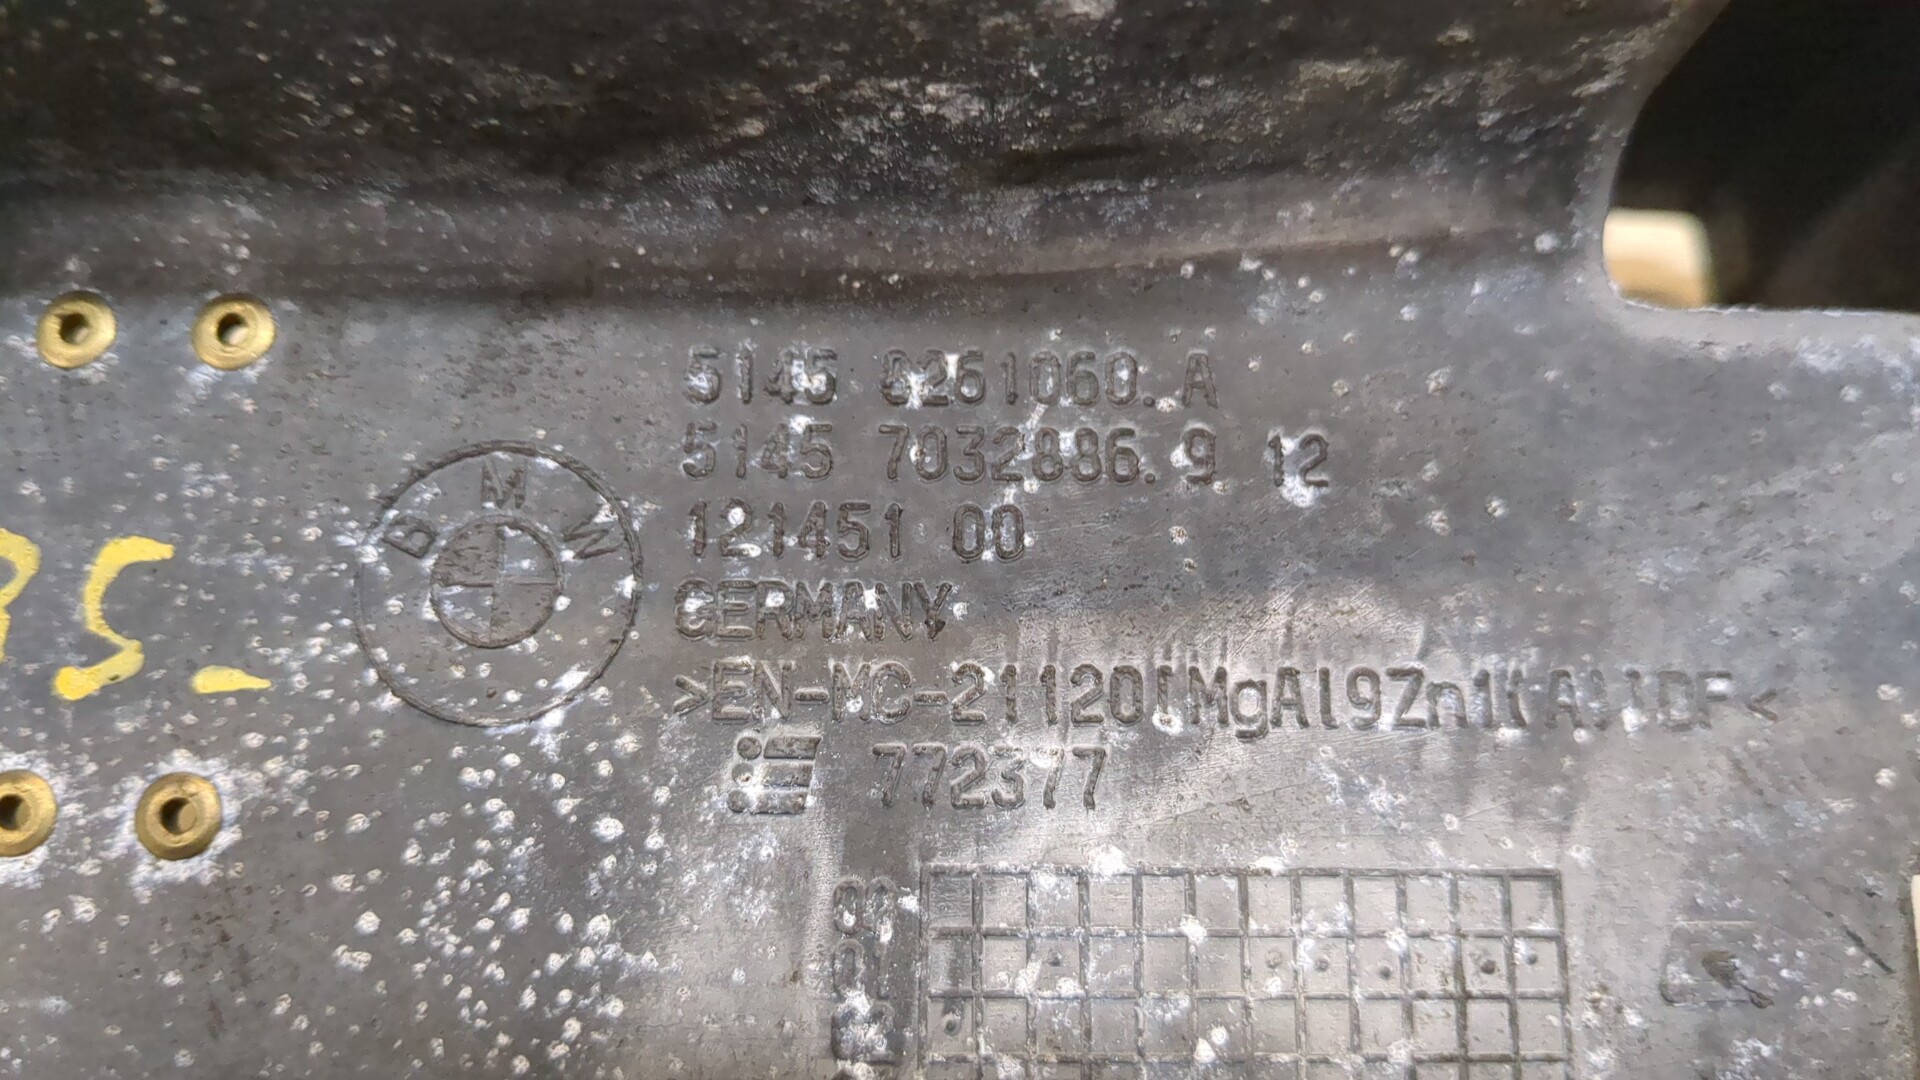 5145 8261060.A
5145 7032886.9 12
BMW
121451 00
GERMANY
>EN-MC-21120[MgAl9Zn1(A)]DF<
772377